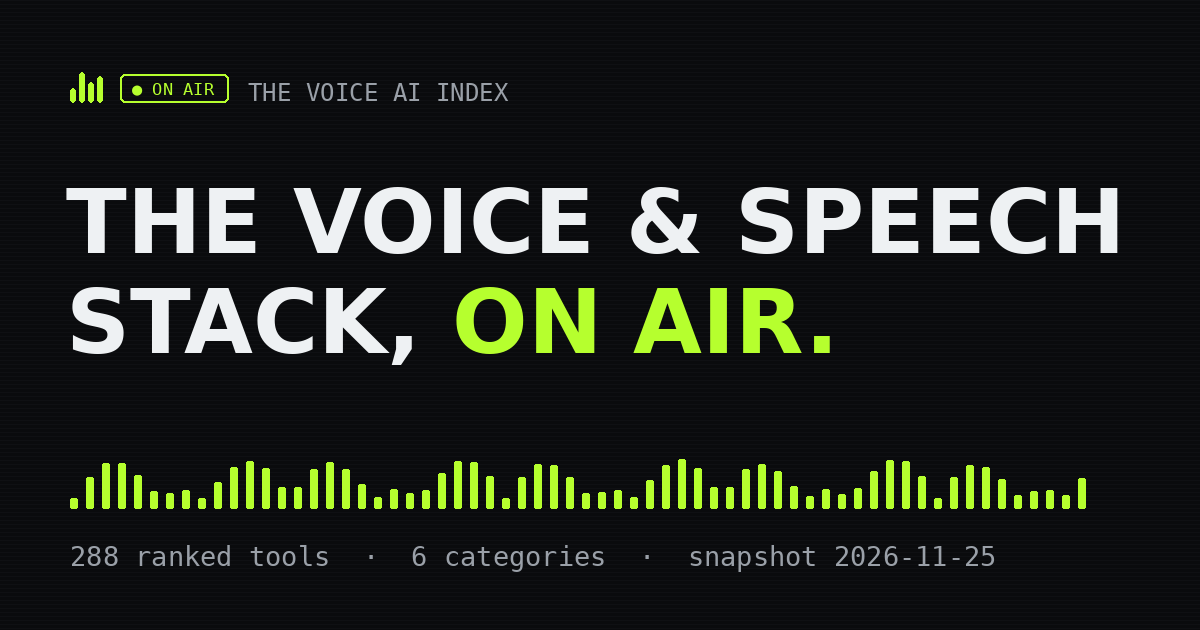 ● ON AIR THE VOICE AI INDEX
THE VOICE & SPEECH
STACK, ON AIR.
288 ranked tools · 6 categories · snapshot 2026-11-25